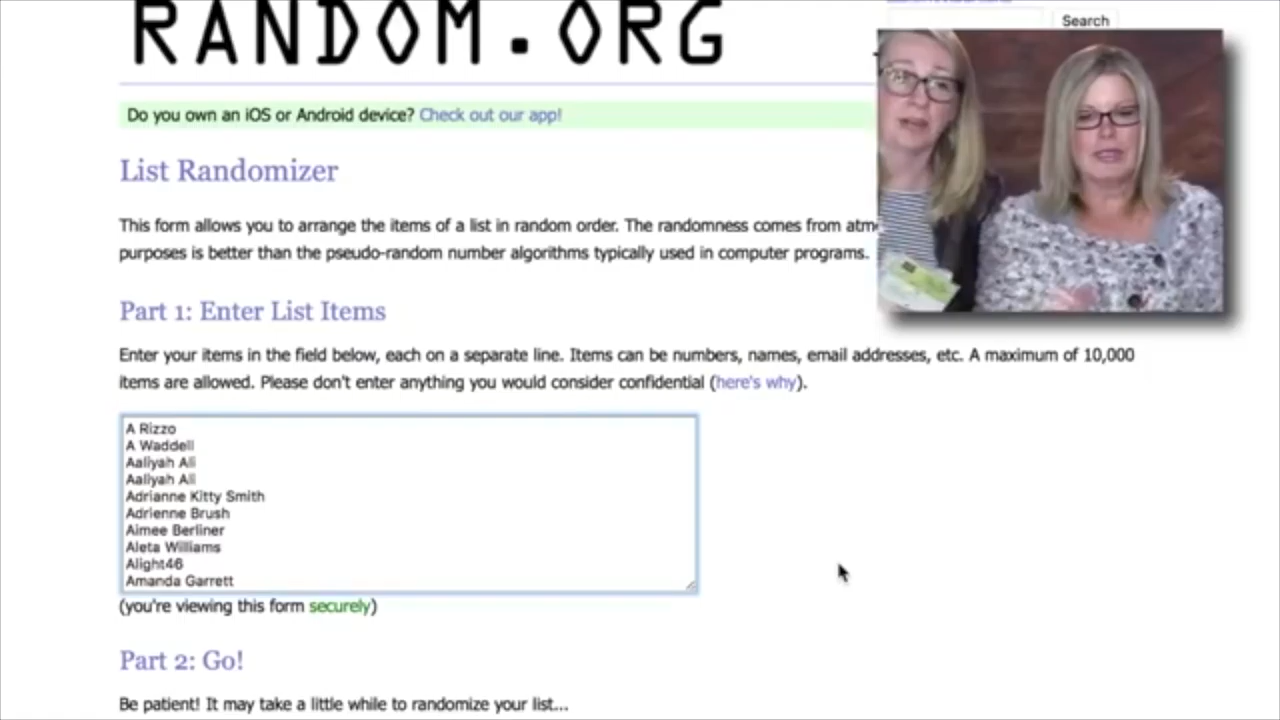 RANDOM.ORG
Search
Do you own an iOS or Android device? Check out our app!
List Randomizer
This form allows you to arrange the items of a list in random order. The randomness comes from
purposes is better than the pseudo-random number algorithms typically used in computer programs.
Part 1: Enter List Items
Enter your items in the field below, each on a separate line. Items can be numbers, names, email addresses, etc. A maximum of 10,000
items are allowed. Please don't enter anything you would consider confidential (here's why).
A Rizzo
A Waddell
Aaliyah Ali
Aaliyah Ali
Adrianne Kitty Smith
Adrienne Brush
Aimee Berliner
Aleta Williams
Alight46
Amanda Garrett
(you're viewing this form securely)
Part 2: Go!
Be patient! It may take a little while to randomize your list...